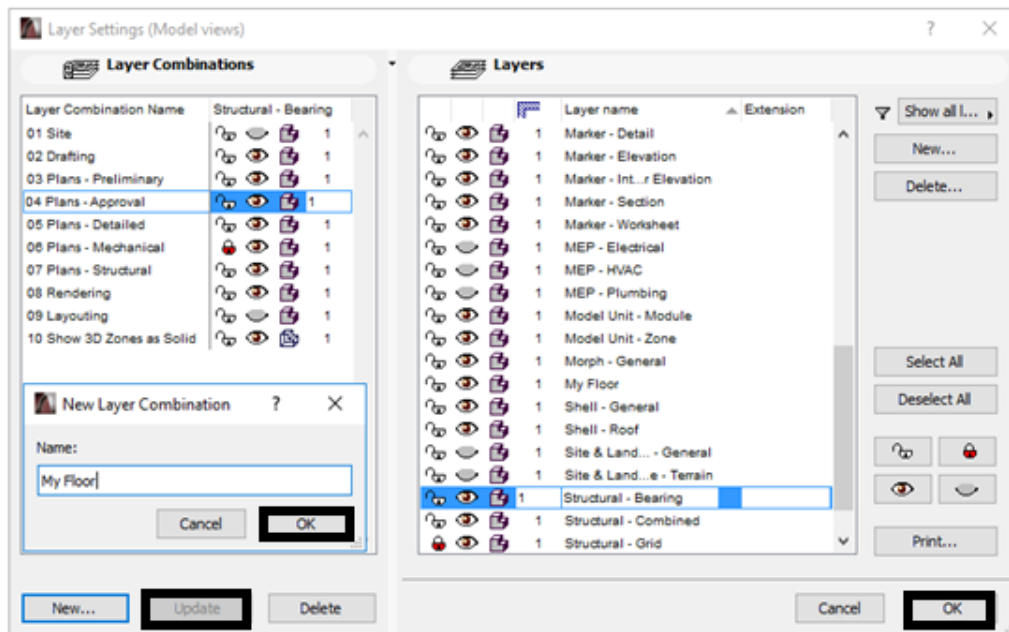 Layer Settings (Model views)
?
Layer Combinations
Layer Combination Name Structural - Bearing
01 Site 1
02 Drafting 1
03 Plans - Preliminary 1
04 Plans - Approval 1
05 Plans - Detailed 1
06 Plans - Mechanical 1
07 Plans - Structural 1
08 Rendering 1
09 Layouting 1
10 Show 3D Zones as Solid 1
New Layer Combination ?
Name:
My Floor
Cancel OK
New... Update Delete
Layers
Layer name Extension
1 Marker - Detail
1 Marker - Elevation
1 Marker - Int...r Elevation
1 Marker - Section
1 Marker - Worksheet
1 MEP - Electrical
1 MEP - HVAC
1 MEP - Plumbing
1 Model Unit - Module
1 Model Unit - Zone
1 Morph - General
1 My Floor
1 Shell - General
1 Shell - Roof
1 Site & Land... - General
1 Site & Land...e - Terrain
1 Structural - Bearing
1 Structural - Combined
1 Structural - Grid
Show all l...
New...
Delete...
Select All
Deselect All
Print...
Cancel OK